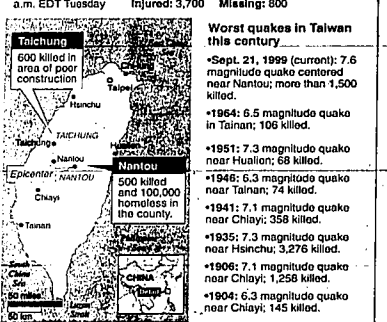 a.m. EDT Tuesday Injured: 3,700 Missing: 800
Taichung
600 killed in
area of poor
construction
Taipei
Hsinchu
TAICHUNG
Taichung
Hualien
Nantou
NANTOU
Epicenter
Chiayi
Tainan
Nantou
500 killed
and 100,000
homeless in
the county.
South
China
Sea
50 miles
50 km
Luzon
Strait
CHINA
Worst quakes in Taiwan
this century
•Sept. 21, 1999 (current): 7.6
magnitude quake centered
near Nantou; more than 1,500
killed.
•1964: 6.5 magnitude quake
in Tainan; 106 killed.
•1951: 7.3 magnitude quake
near Hualien; 68 killed.
•1946: 6.3 magnitude quake
near Tainan; 74 killed.
•1941: 7.1 magnitude quake
near Chiayi; 358 killed.
•1935: 7.3 magnitude quake
near Hsinchu; 3,276 killed.
•1906: 7.1 magnitude quake
near Chiayi; 1,258 killed.
•1904: 6.3 magnitude quake
near Chiayi; 145 killed.